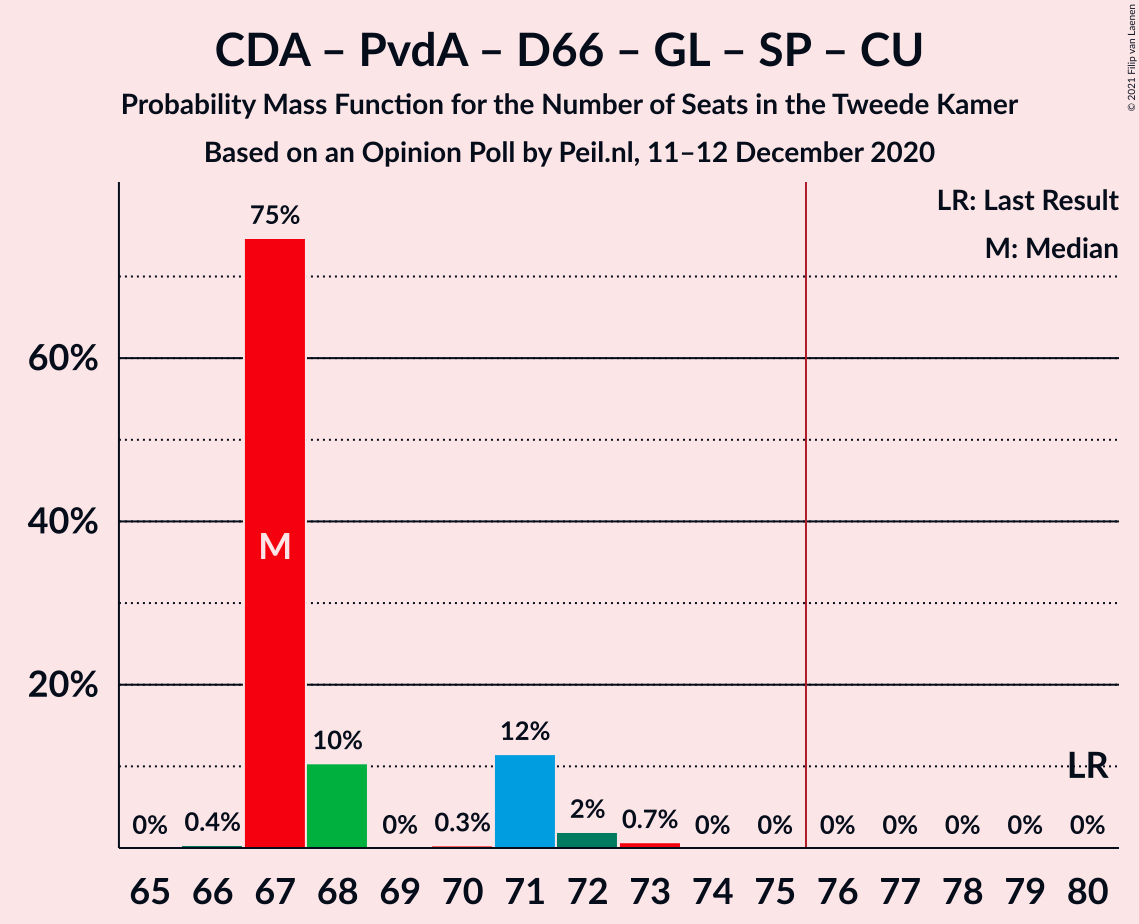 CDA – PvdA – D66 – GL – SP – CU
Probability Mass Function for the Number of Seats in the Tweede Kamer
Based on an Opinion Poll by Peil.nl, 11–12 December 2020
© 2021 Filip van Laenen
LR: Last Result
M: Median
60%
40%
20%
0%
0.4%
75%
M
10%
0%
0.3%
12%
2%
0.7%
0%
0%
0%
0%
0%
0%
LR
0%
65 66 67 68 69 70 71 72 73 74 75 76 77 78 79 80